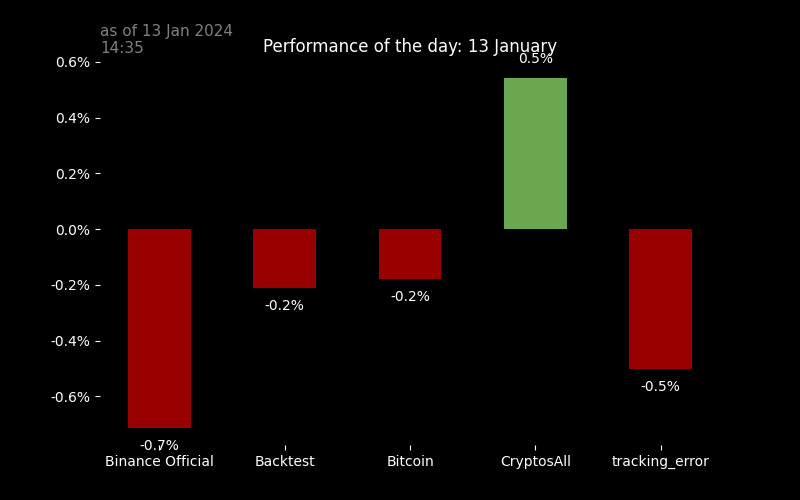 as of 13 Jan 2024
14:35
Performance of the day: 13 January
0.6%
0.4%
0.2%
0.0%
-0.2%
-0.4%
-0.6%
0.5%
-0.2%
-0.2%
-0.5%
-0.7%
Binance Official
Backtest
Bitcoin
CryptosAll
tracking_error